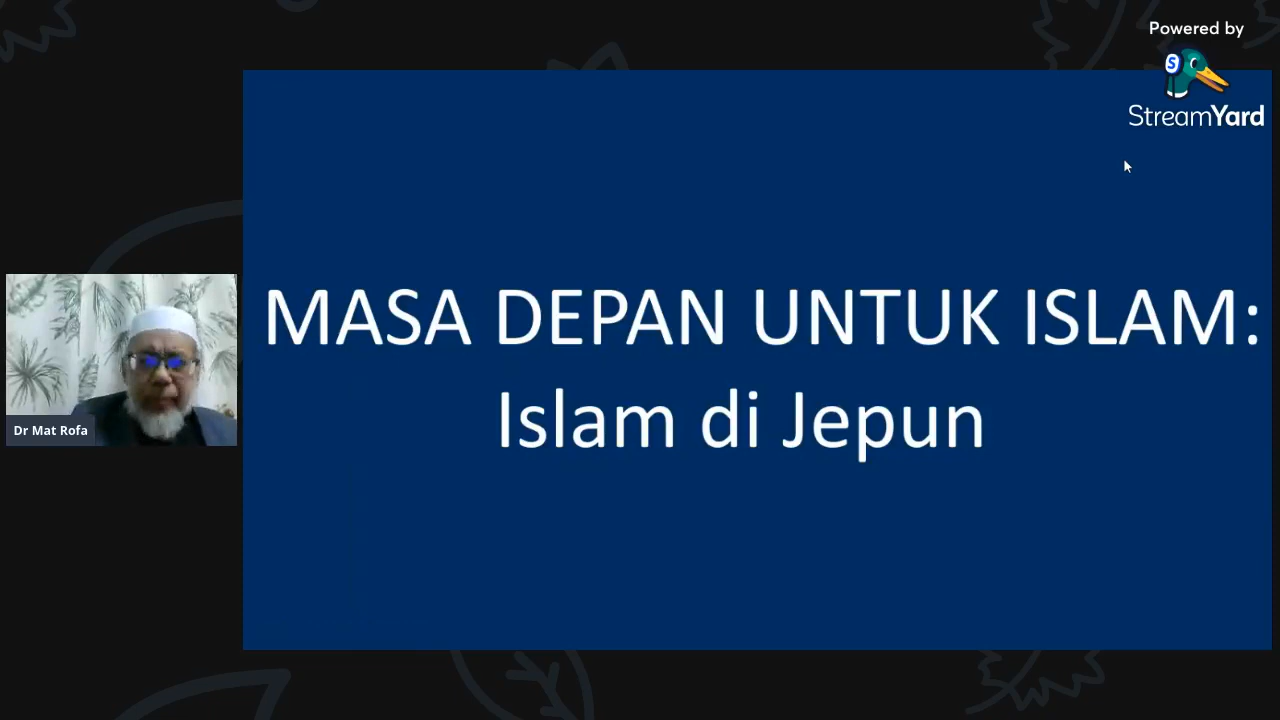 Powered by
S
StreamYard
MASA DEPAN UNTUK ISLAM:
Islam di Jepun
Dr Mat Rofa